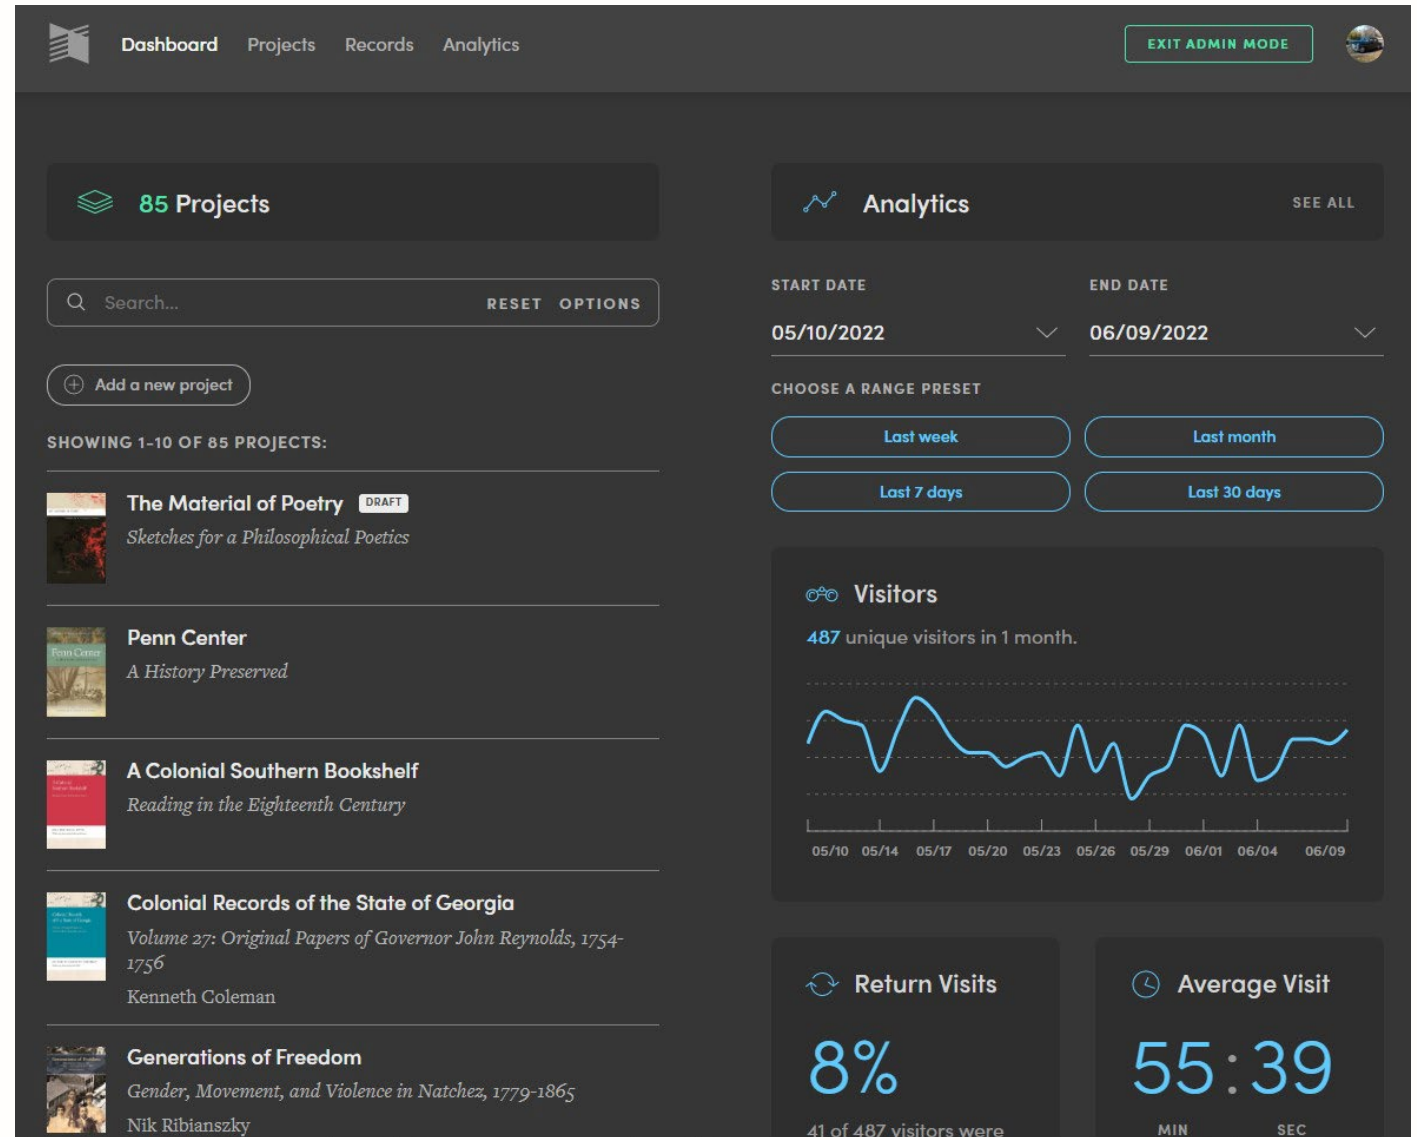 Dashboard Projects Records Analytics
EXIT ADMIN MODE
85 Projects
Search...
RESET OPTIONS
Add a new project
SHOWING 1-10 OF 85 PROJECTS:
The Material of Poetry DRAFT
Sketches for a Philosophical Poetics
Penn Center
Penn Center
A History Preserved
A Colonial Southern Bookshelf
Reading in the Eighteenth Century
Colonial Records of the State of Georgia
Volume 27: Original Papers of Governor John Reynolds, 1754-
1756
Kenneth Coleman
Generations of Freedom
Gender, Movement, and Violence in Natchez, 1779-1865
Nik Ribianszky
Analytics
SEE ALL
START DATE
END DATE
05/10/2022
06/09/2022
CHOOSE A RANGE PRESET
Last week
Last month
Last 7 days
Last 30 days
Visitors
487 unique visitors in 1 month.
05/10 05/14 05/17 05/20 05/23 05/26 05/29 06/01 06/04 06/09
Return Visits
8%
41 of 487 visitors were
Average Visit
55:39
MIN SEC